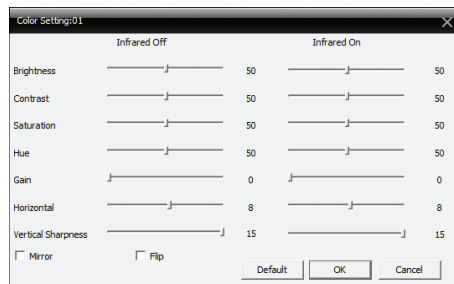 Color Setting:01
Infrared Off Infrared On
Brightness 50 50
Contrast 50 50
Saturation 50 50
Hue 50 50
Gain 0 0
Horizontal 8 8
Vertical Sharpness 15 15
Mirror Flip
Default OK Cancel